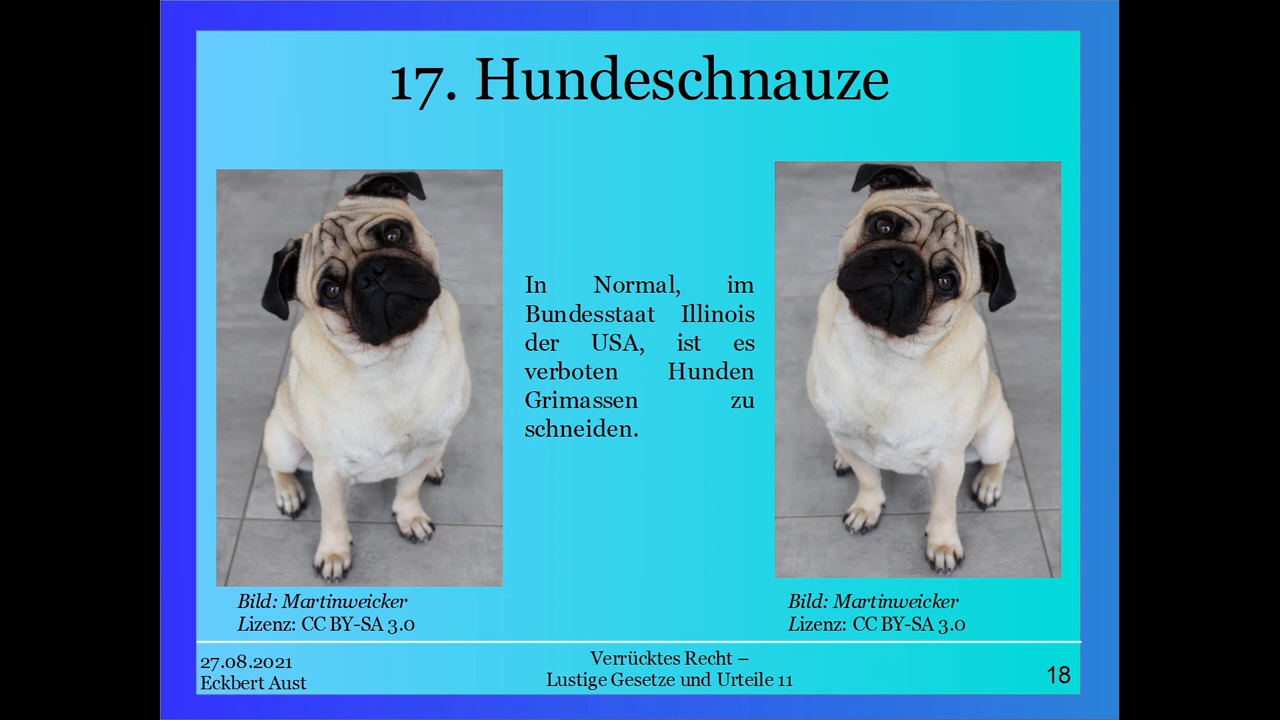 17. Hundeschnauze
In Normal, im
Bundesstaat Illinois
der USA, ist es
verboten Hunden
Grimassen zu
schneiden.
Bild: Martinweicker
Lizenz: CC BY-SA 3.0
Bild: Martinweicker
Lizenz: CC BY-SA 3.0
27.08.2021
Eckbert Aust
Verrücktes Recht –
Lustige Gesetze und Urteile 11
18